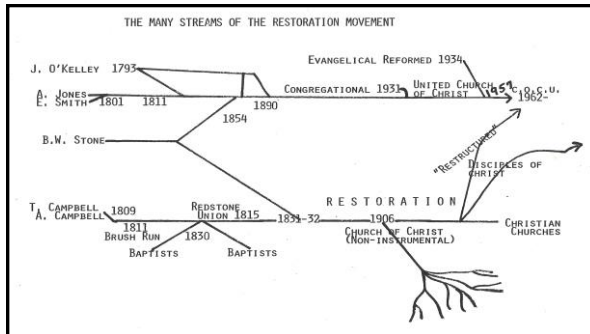 THE MANY STREAMS OF THE RESTORATION MOVEMENT
J. O'KELLEY 1793
EVANGELICAL REFORMED 1934
A. JONES
E. SMITH 1801 1811
1890
CONGREGATIONAL 1931
UNITED CHURCH
OF CHRIST
1957 C.O.C.U.
1962-
1854
B.W. STONE
"RESTRUCTURED"
DISCIPLES OF
CHRIST
T. CAMPBELL
A. CAMPBELL
1809
1811
BRUSH RUN
REDSTONE
UNION 1815
1830
BAPTISTS
BAPTISTS
1831-32
RESTORATION
1906
CHURCH OF CHRIST
(NON-INSTRUMENTAL)
CHRISTIAN
CHURCHES